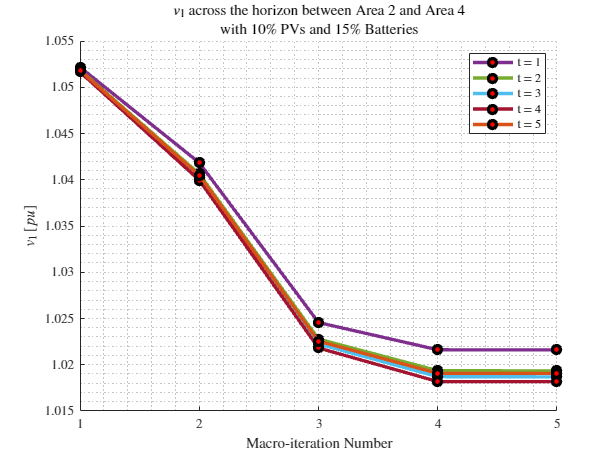 v1 across the horizon between Area 2 and Area 4
with 10% PVs and 15% Batteries
1.055
1.05
1.045
1.04
1.035
1.03
1.025
1.02
1.015
v1 [pu]
t = 1
t = 2
t = 3
t = 4
t = 5
1 2 3 4 5
Macro-iteration Number